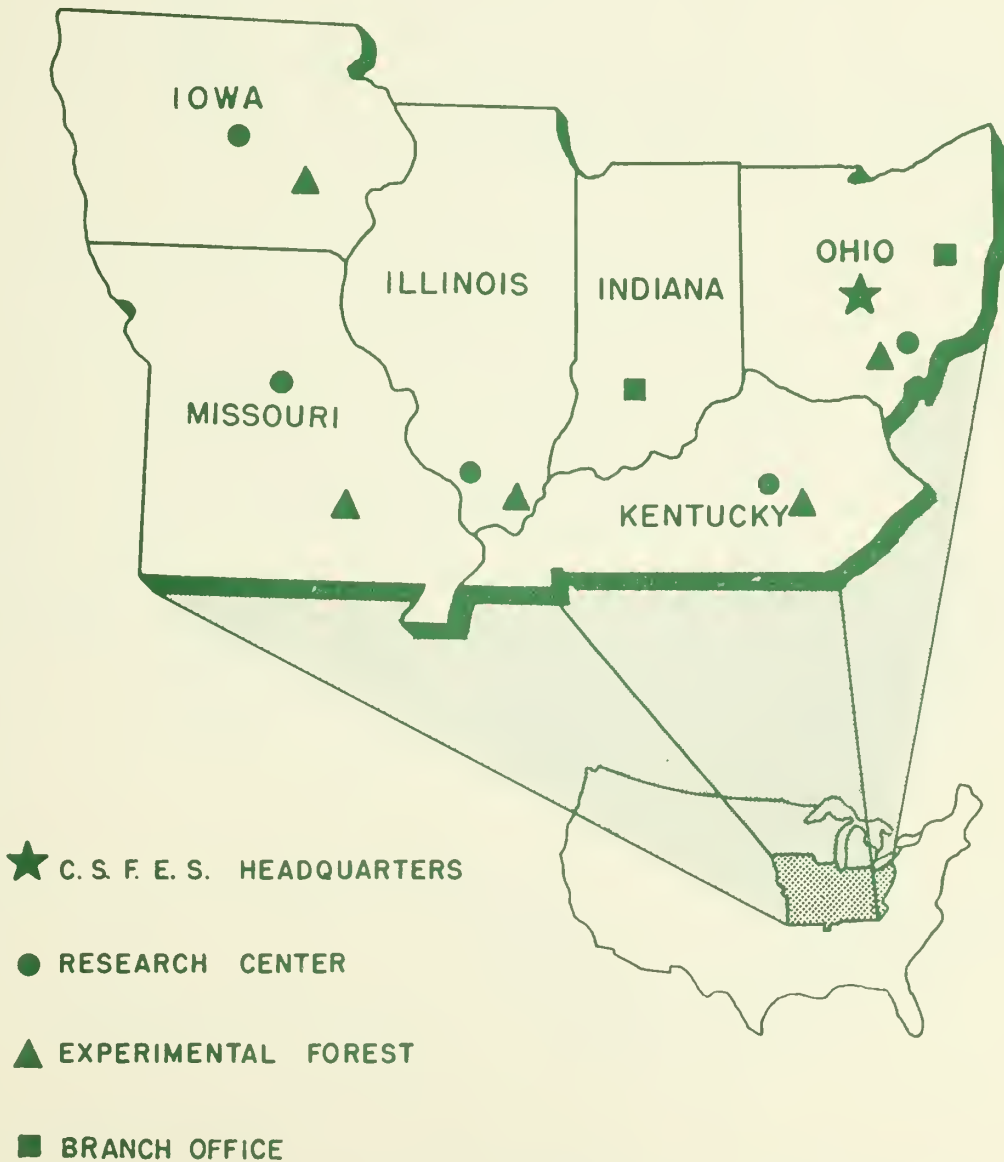 IOWA
ILLINOIS
INDIANA
OHIO
MISSOURI
KENTUCKY
C. S. F. E. S. HEADQUARTERS
RESEARCH CENTER
EXPERIMENTAL FOREST
BRANCH OFFICE